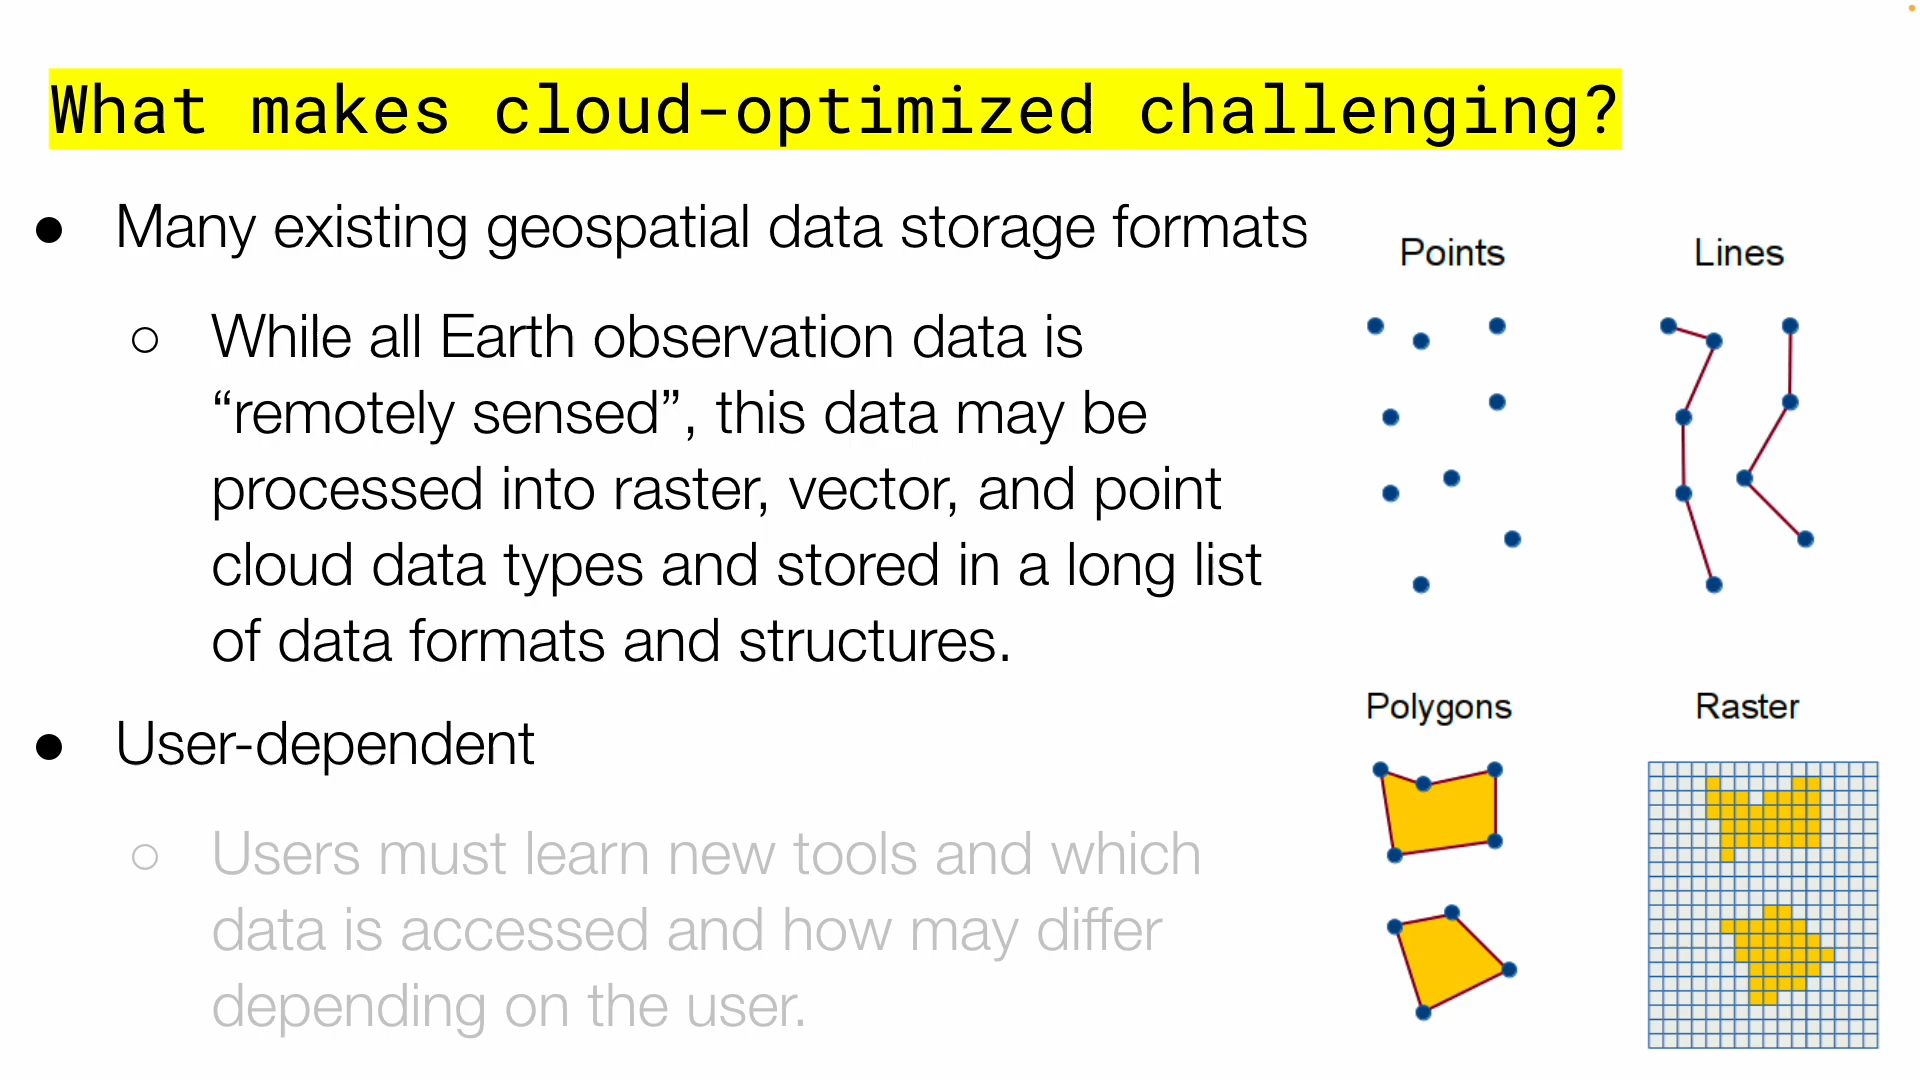 What makes cloud-optimized challenging?
● Many existing geospatial data storage formats
○ While all Earth observation data is
“remotely sensed”, this data may be
processed into raster, vector, and point
cloud data types and stored in a long list
of data formats and structures.
● User-dependent
○ Users must learn new tools and which
data is accessed and how may differ
depending on the user.
Points
Lines
Polygons
Raster